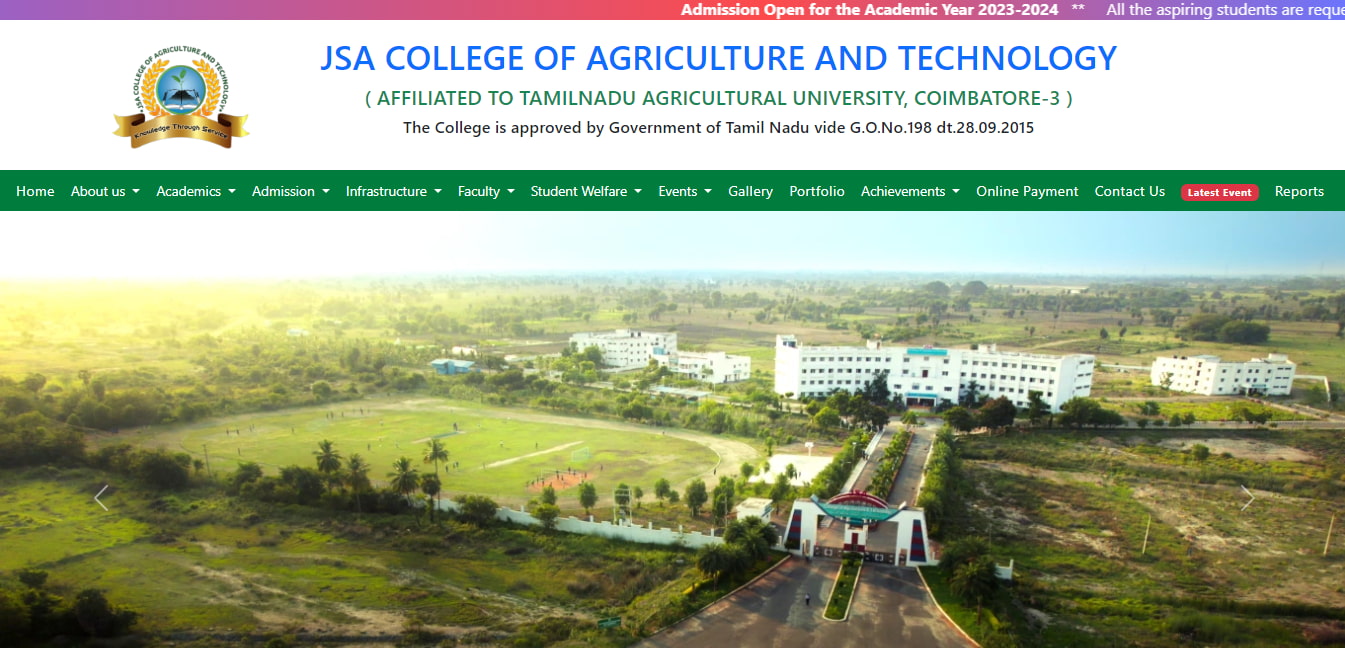 Admission Open for the Academic Year 2023-2024 ** All the aspiring students are reque
JSA COLLEGE OF AGRICULTURE AND TECHNOLOGY
Knowledge Through Service
JSA COLLEGE OF AGRICULTURE AND TECHNOLOGY
( AFFILIATED TO TAMILNADU AGRICULTURAL UNIVERSITY, COIMBATORE-3 )
The College is approved by Government of Tamil Nadu vide G.O.No.198 dt.28.09.2015
Home About us Academics Admission Infrastructure Faculty Student Welfare Events Gallery Portfolio Achievements Online Payment Contact Us Latest Event Reports